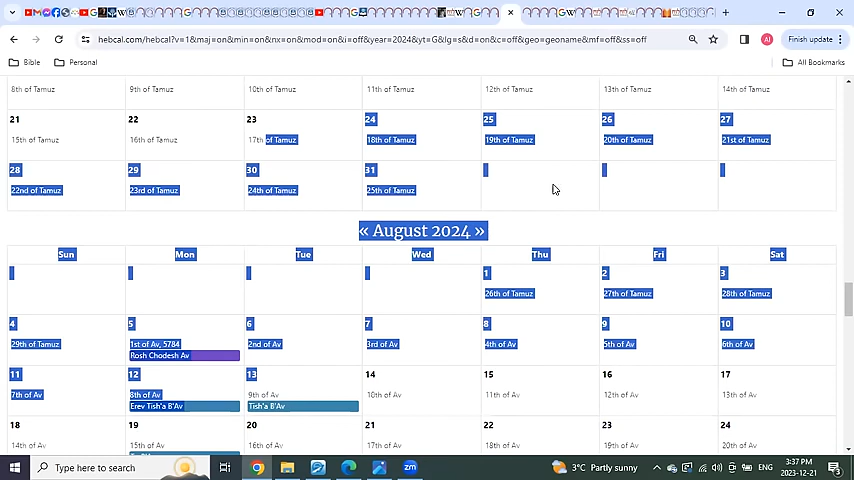 hebcal.com/hebcal?v=1&maj=on&min=on&nx=on&mod=on&i=off&year=2024&yt=G&lg=s&d=on&c=off&geo=geoname&mf=off&ss=off
AI
Finish update
Bible
Personal
All Bookmarks
8th of Tamuz 9th of Tamuz 10th of Tamuz 11th of Tamuz 12th of Tamuz 13th of Tamuz 14th of Tamuz
21 22 23 24 25 26 27
15th of Tamuz 16th of Tamuz 17th of Tamuz 18th of Tamuz 19th of Tamuz 20th of Tamuz 21st of Tamuz
28 29 30 31
22nd of Tamuz 23rd of Tamuz 24th of Tamuz 25th of Tamuz
« August 2024 »
Sun Mon Tue Wed Thu Fri Sat
1 2 3
26th of Tamuz 27th of Tamuz 28th of Tamuz
4 5 6 7 8 9 10
29th of Tamuz 1st of Av, 5784 2nd of Av 3rd of Av 4th of Av 5th of Av 6th of Av
Rosh Chodesh Av
11 12 13 14 15 16 17
7th of Av 8th of Av 9th of Av 10th of Av 11th of Av 12th of Av 13th of Av
Erev Tish'a B'Av Tish'a B'Av
18 19 20 21 22 23 24
14th of Av 15th of Av 16th of Av 17th of Av 18th of Av 19th of Av 20th of Av
Type here to search
zm
3°C Partly sunny
ENG
3:37 PM
2023-12-21